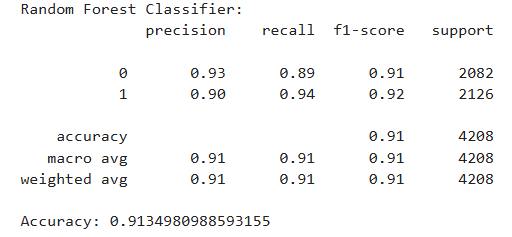 Random Forest Classifier:
precision recall f1-score support
0 0.93 0.89 0.91 2082
1 0.90 0.94 0.92 2126
accuracy 0.91 4208
macro avg 0.91 0.91 0.91 4208
weighted avg 0.91 0.91 0.91 4208
Accuracy: 0.9134980988593155